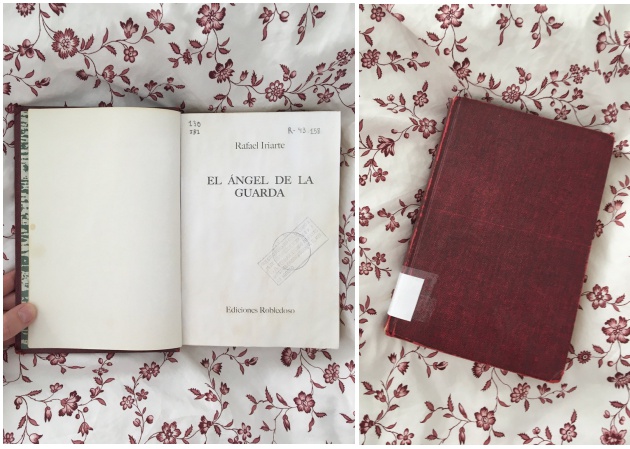 Rafael Iriarte
EL ÁNGEL DE LA
GUARDA
Ediciones Robledoso